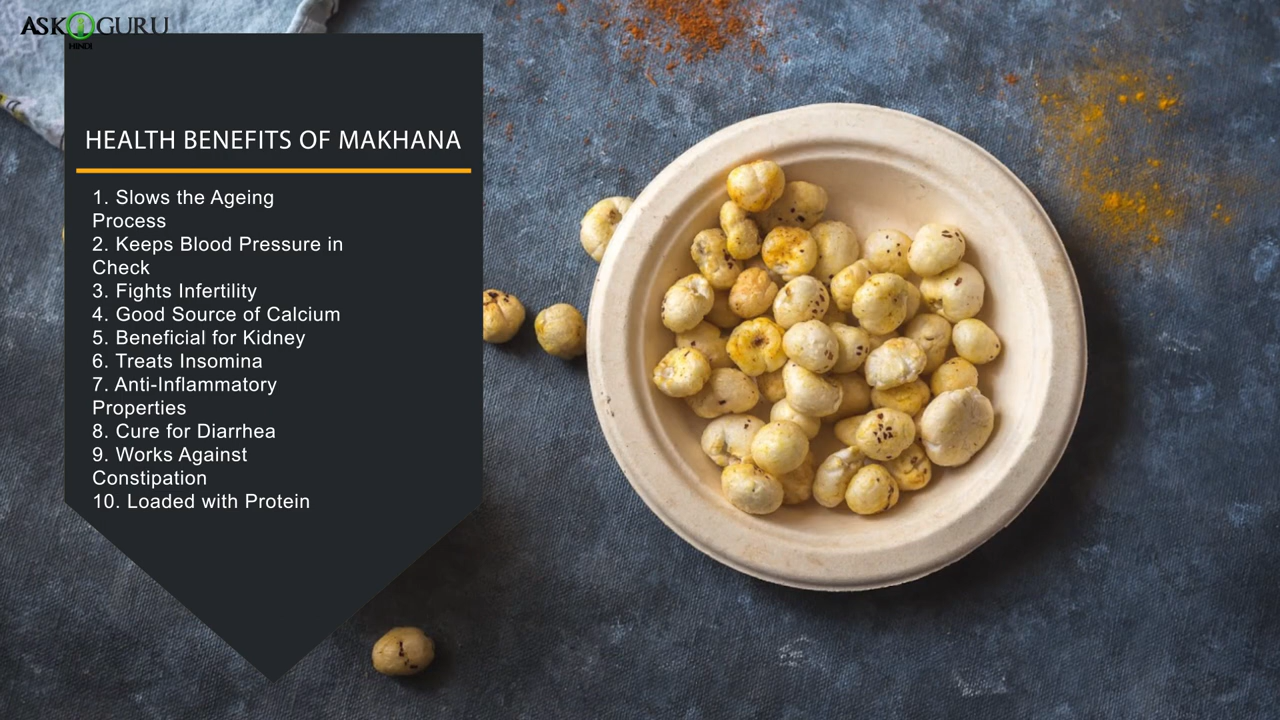 ASK i GURU
HINDI
HEALTH BENEFITS OF MAKHANA
1. Slows the Ageing
Process
2. Keeps Blood Pressure in
Check
3. Fights Infertility
4. Good Source of Calcium
5. Beneficial for Kidney
6. Treats Insomina
7. Anti-Inflammatory
Properties
8. Cure for Diarrhea
9. Works Against
Constipation
10. Loaded with Protein